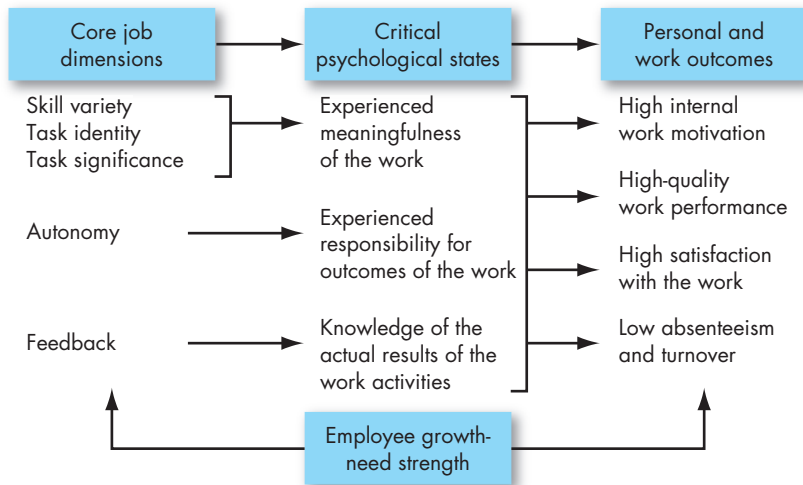 Core job
dimensions
Critical
psychological states
Personal and
work outcomes
Skill variety
Task identity
Task significance
Experienced
meaningfulness
of the work
High internal
work motivation
High-quality
work performance
Autonomy
Experienced
responsibility for
outcomes of the work
High satisfaction
with the work
Feedback
Knowledge of the
actual results of the
work activities
Low absenteeism
and turnover
Employee growth-
need strength